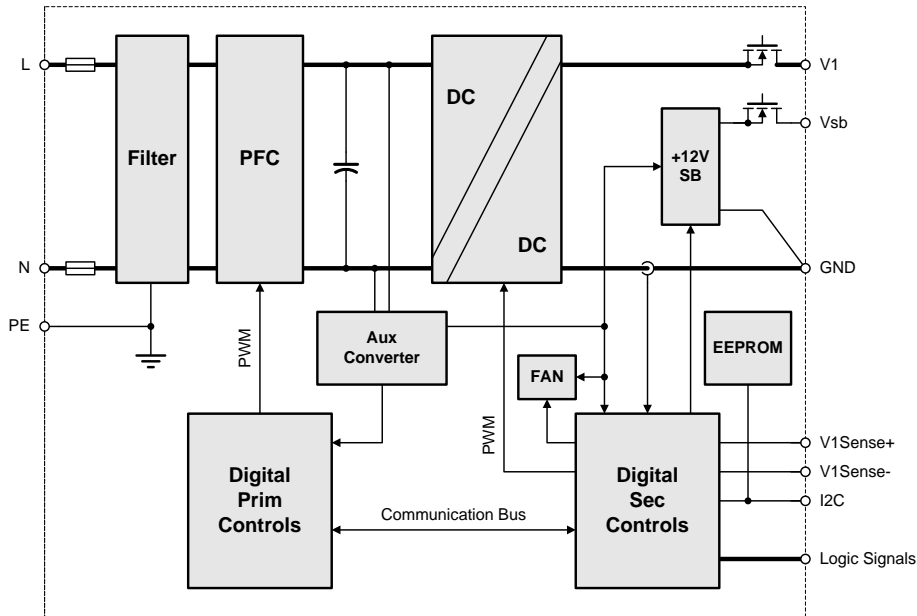 L
Filter
PFC
DC
DC
V1
+12V
SB
Vsb
N
GND
PE
PWM
Aux
Converter
FAN
EEPROM
PWM
Digital
Prim
Controls
Communication Bus
Digital
Sec
Controls
V1Sense+
V1Sense-
I2C
Logic Signals